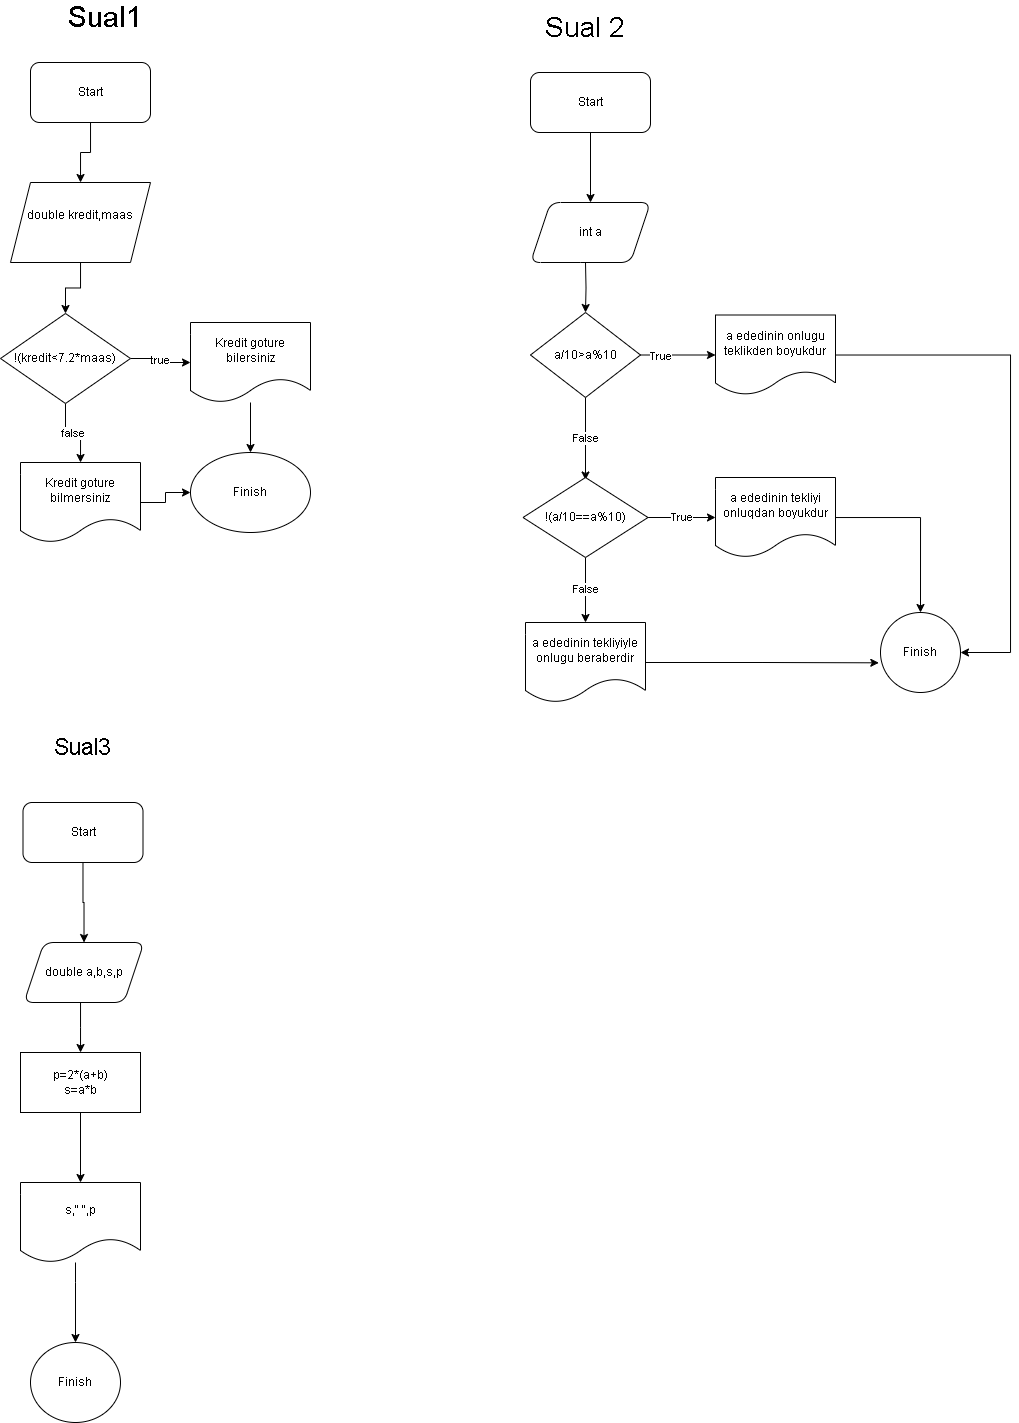 Sual1
Start
double kredit,maas
!(kredit<7.2*maas)
true
Kredit goture
bilersiniz
false
Kredit goture
bilmersiniz
Finish
Sual 2
Start
int a
a/10>a%10
True
a ededinin onlugu
teklikden boyukdur
False
!(a/10==a%10)
True
a ededinin tekliyi
onluqdan boyukdur
False
a ededinin tekliyiyle
onlugu beraberdir
Finish
Sual3
Start
double a,b,s,p
p=2*(a+b)
s=a*b
s," ",p
Finish